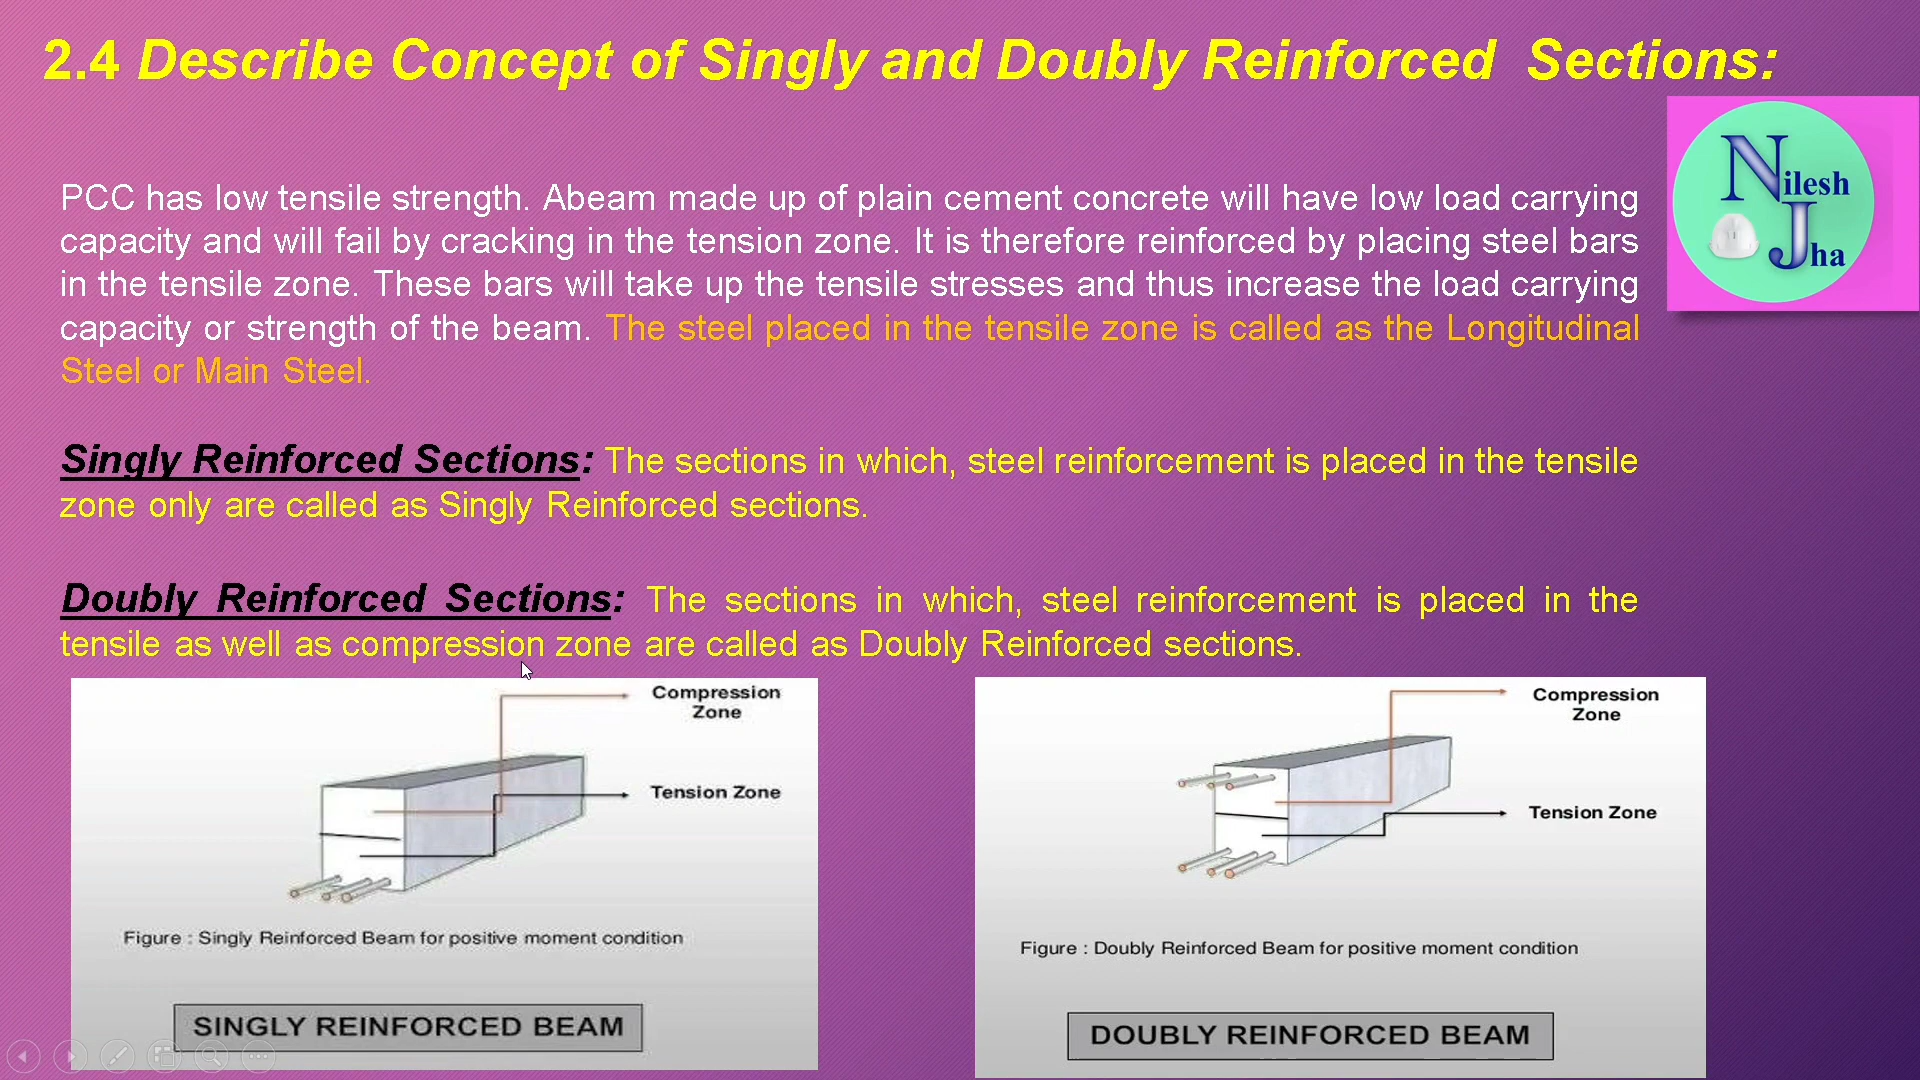 2.4 Describe Concept of Singly and Doubly Reinforced Sections:
Nilesh
Jha
PCC has low tensile strength. Abeam made up of plain cement concrete will have low load carrying
capacity and will fail by cracking in the tension zone. It is therefore reinforced by placing steel bars
in the tensile zone. These bars will take up the tensile stresses and thus increase the load carrying
capacity or strength of the beam. The steel placed in the tensile zone is called as the Longitudinal
Steel or Main Steel.
Singly Reinforced Sections: The sections in which, steel reinforcement is placed in the tensile
zone only are called as Singly Reinforced sections.
Doubly Reinforced Sections: The sections in which, steel reinforcement is placed in the
tensile as well as compression zone are called as Doubly Reinforced sections.
Compression
Zone
Tension Zone
Figure : Singly Reinforced Beam for positive moment condition
SINGLY REINFORCED BEAM
Compression
Zone
Tension Zone
Figure : Doubly Reinforced Beam for positive moment condition
DOUBLY REINFORCED BEAM